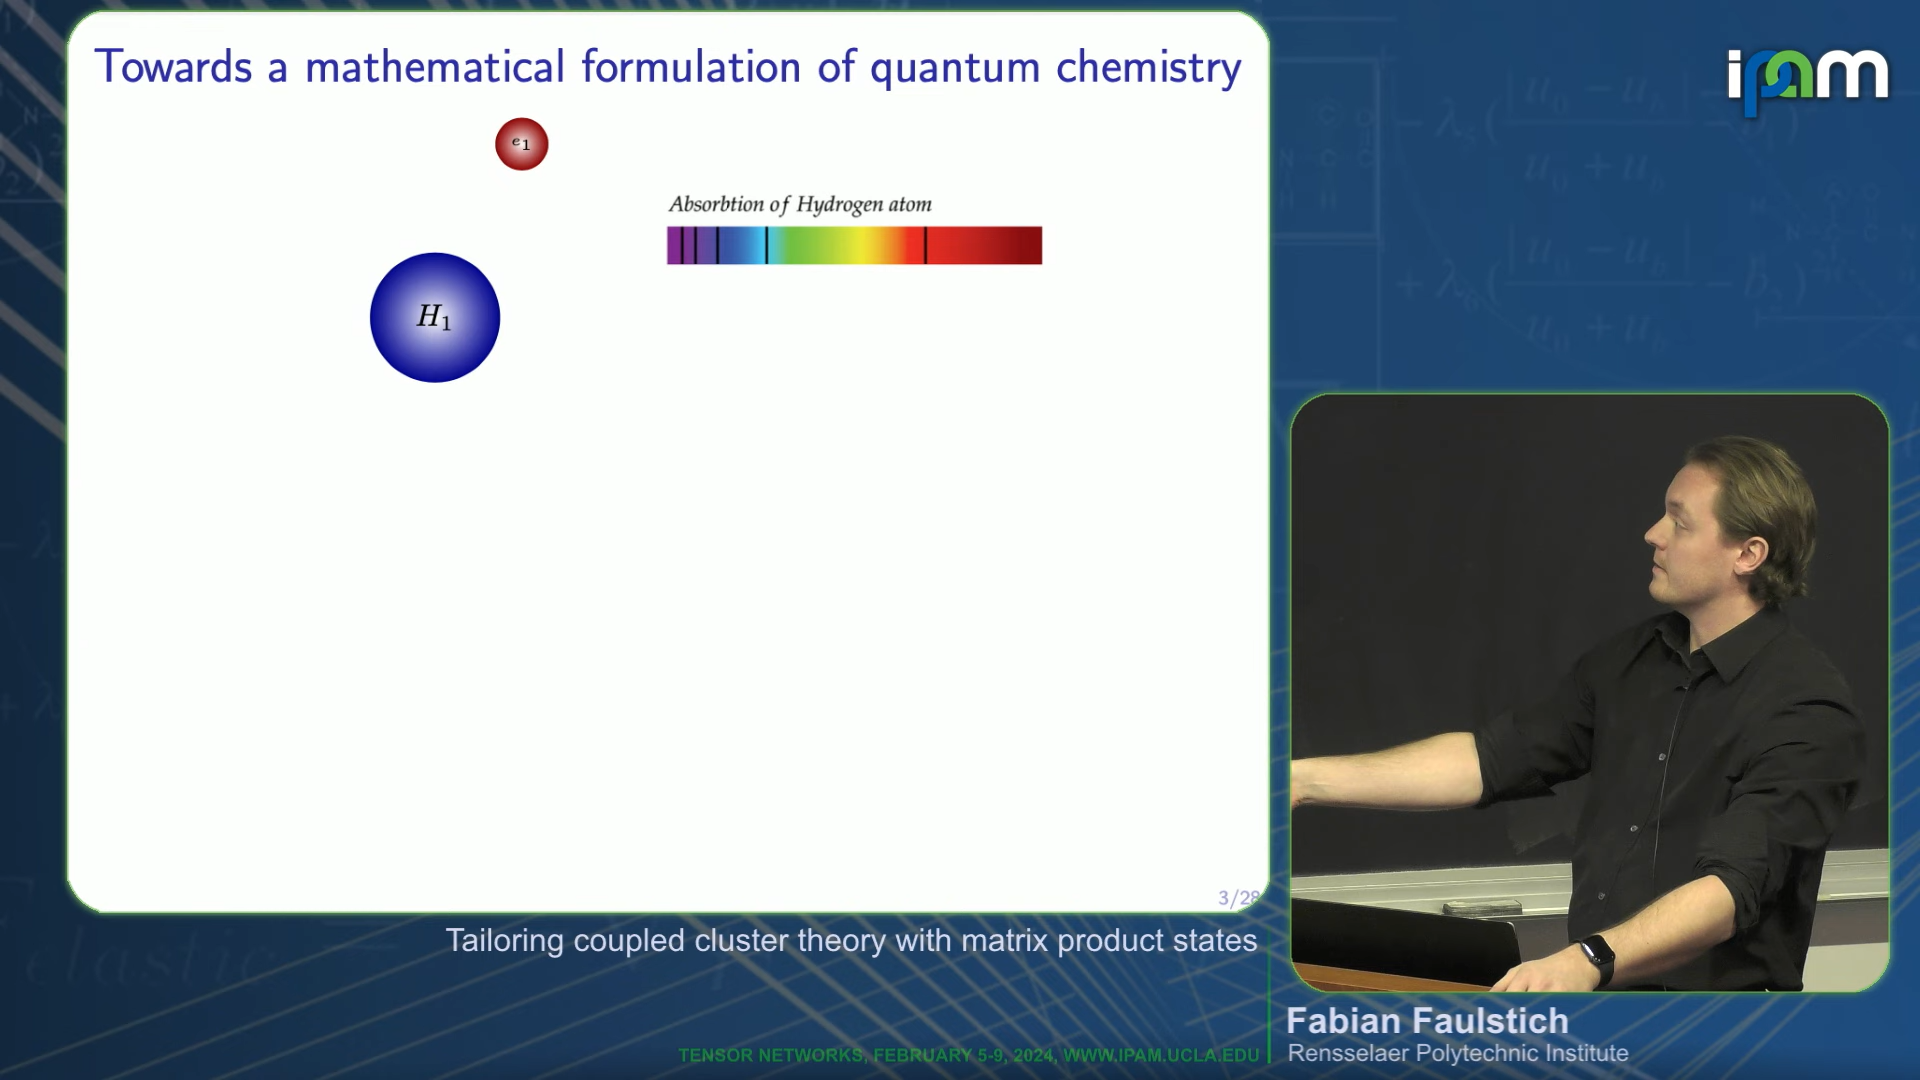 Towards a mathematical formulation of quantum chemistry
e1
Absorbtion of Hydrogen atom
H1
3/28
ipam
Tailoring coupled cluster theory with matrix product states
Fabian Faulstich
Rensselaer Polytechnic Institute
TENSOR NETWORKS, FEBRUARY 5-9, 2024, WWW.IPAM.UCLA.EDU